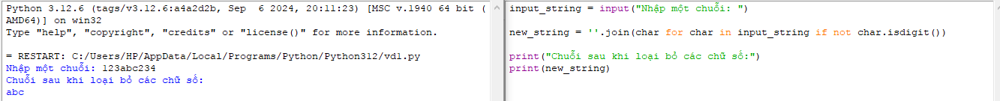 Python 3.12.6 (tags/v3.12.6:a4a2d2b, Sep  6 2024, 20:11:23) [MSC v.1940 64 bit (
AMD64)] on win32
Type "help", "copyright", "credits" or "license()" for more information.
= RESTART: C:/Users/HP/AppData/Local/Programs/Python/Python312/vd1.py
Nhập một chuỗi: 123abc234
Chuỗi sau khi loại bỏ các chữ số:
abc
input_string = input("Nhập một chuỗi: ")
new_string = ''.join(char for char in input_string if not char.isdigit())
print("Chuỗi sau khi loại bỏ các chữ số:")
print(new_string)